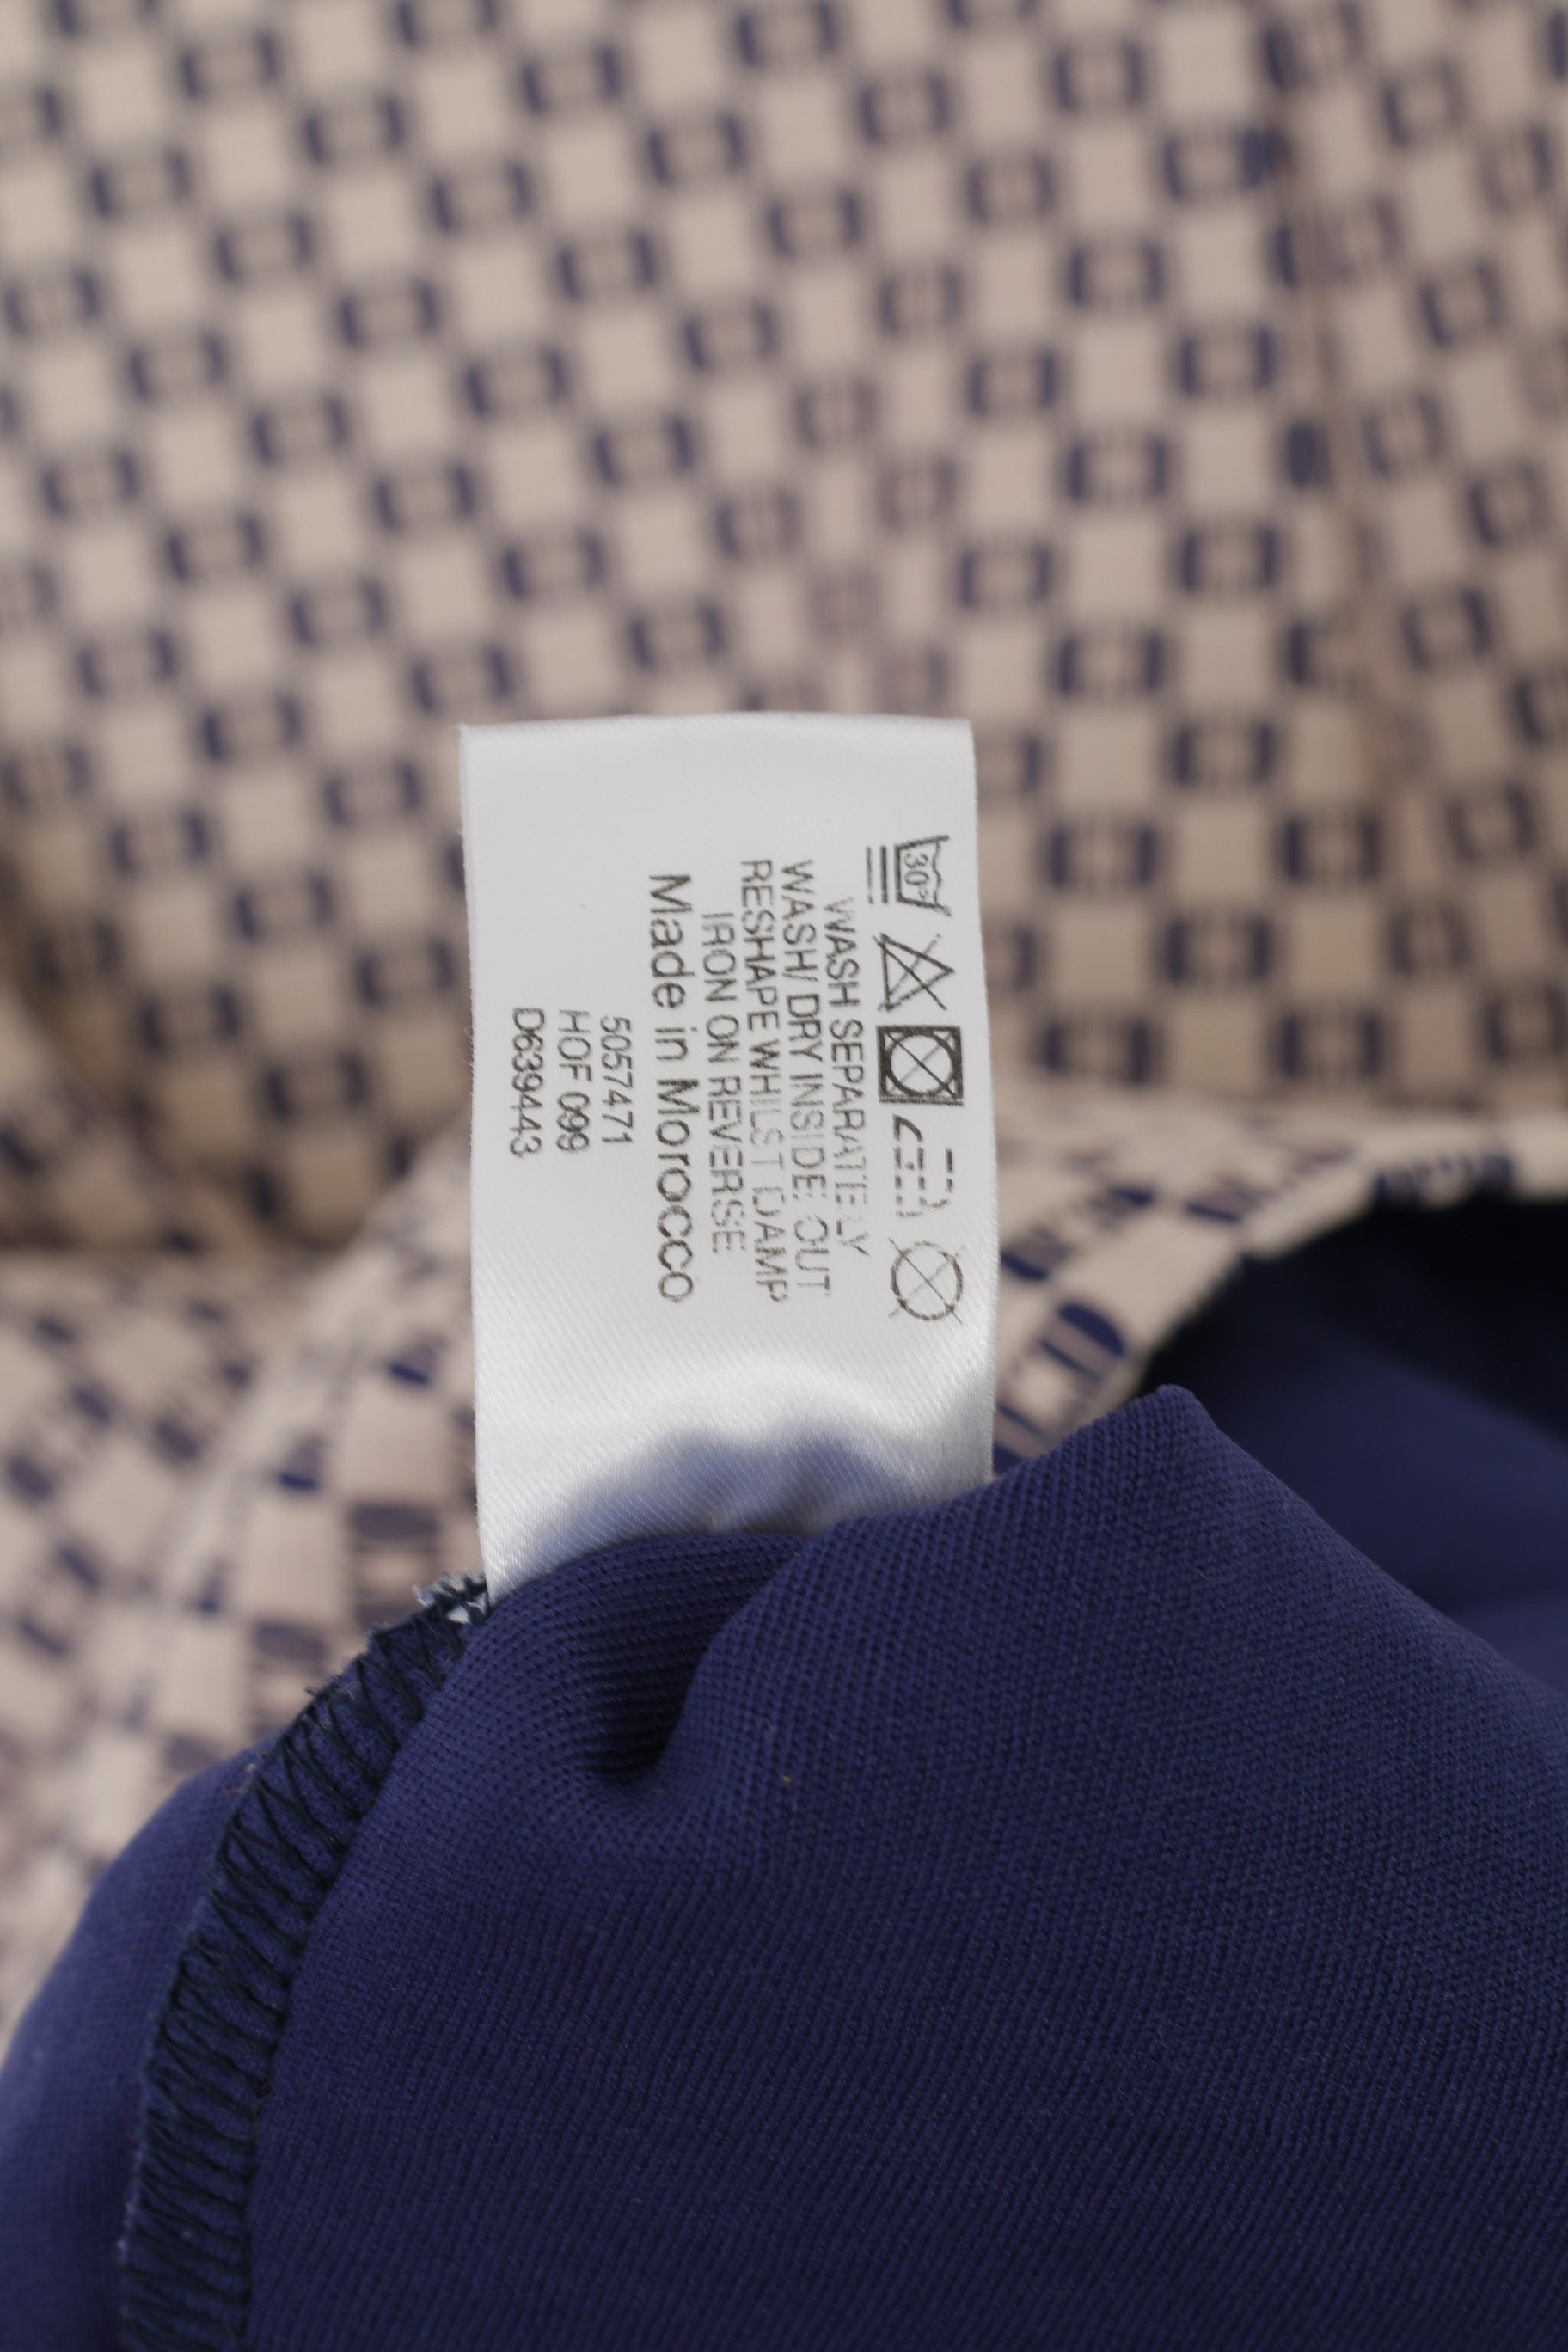 30°
WASH SEPARATELY
WASH/ DRY INSIDE OUT
RESHAPE WHILST DAMP
IRON ON REVERSE
Made in Morocco
5057471
HOF 099
D639443